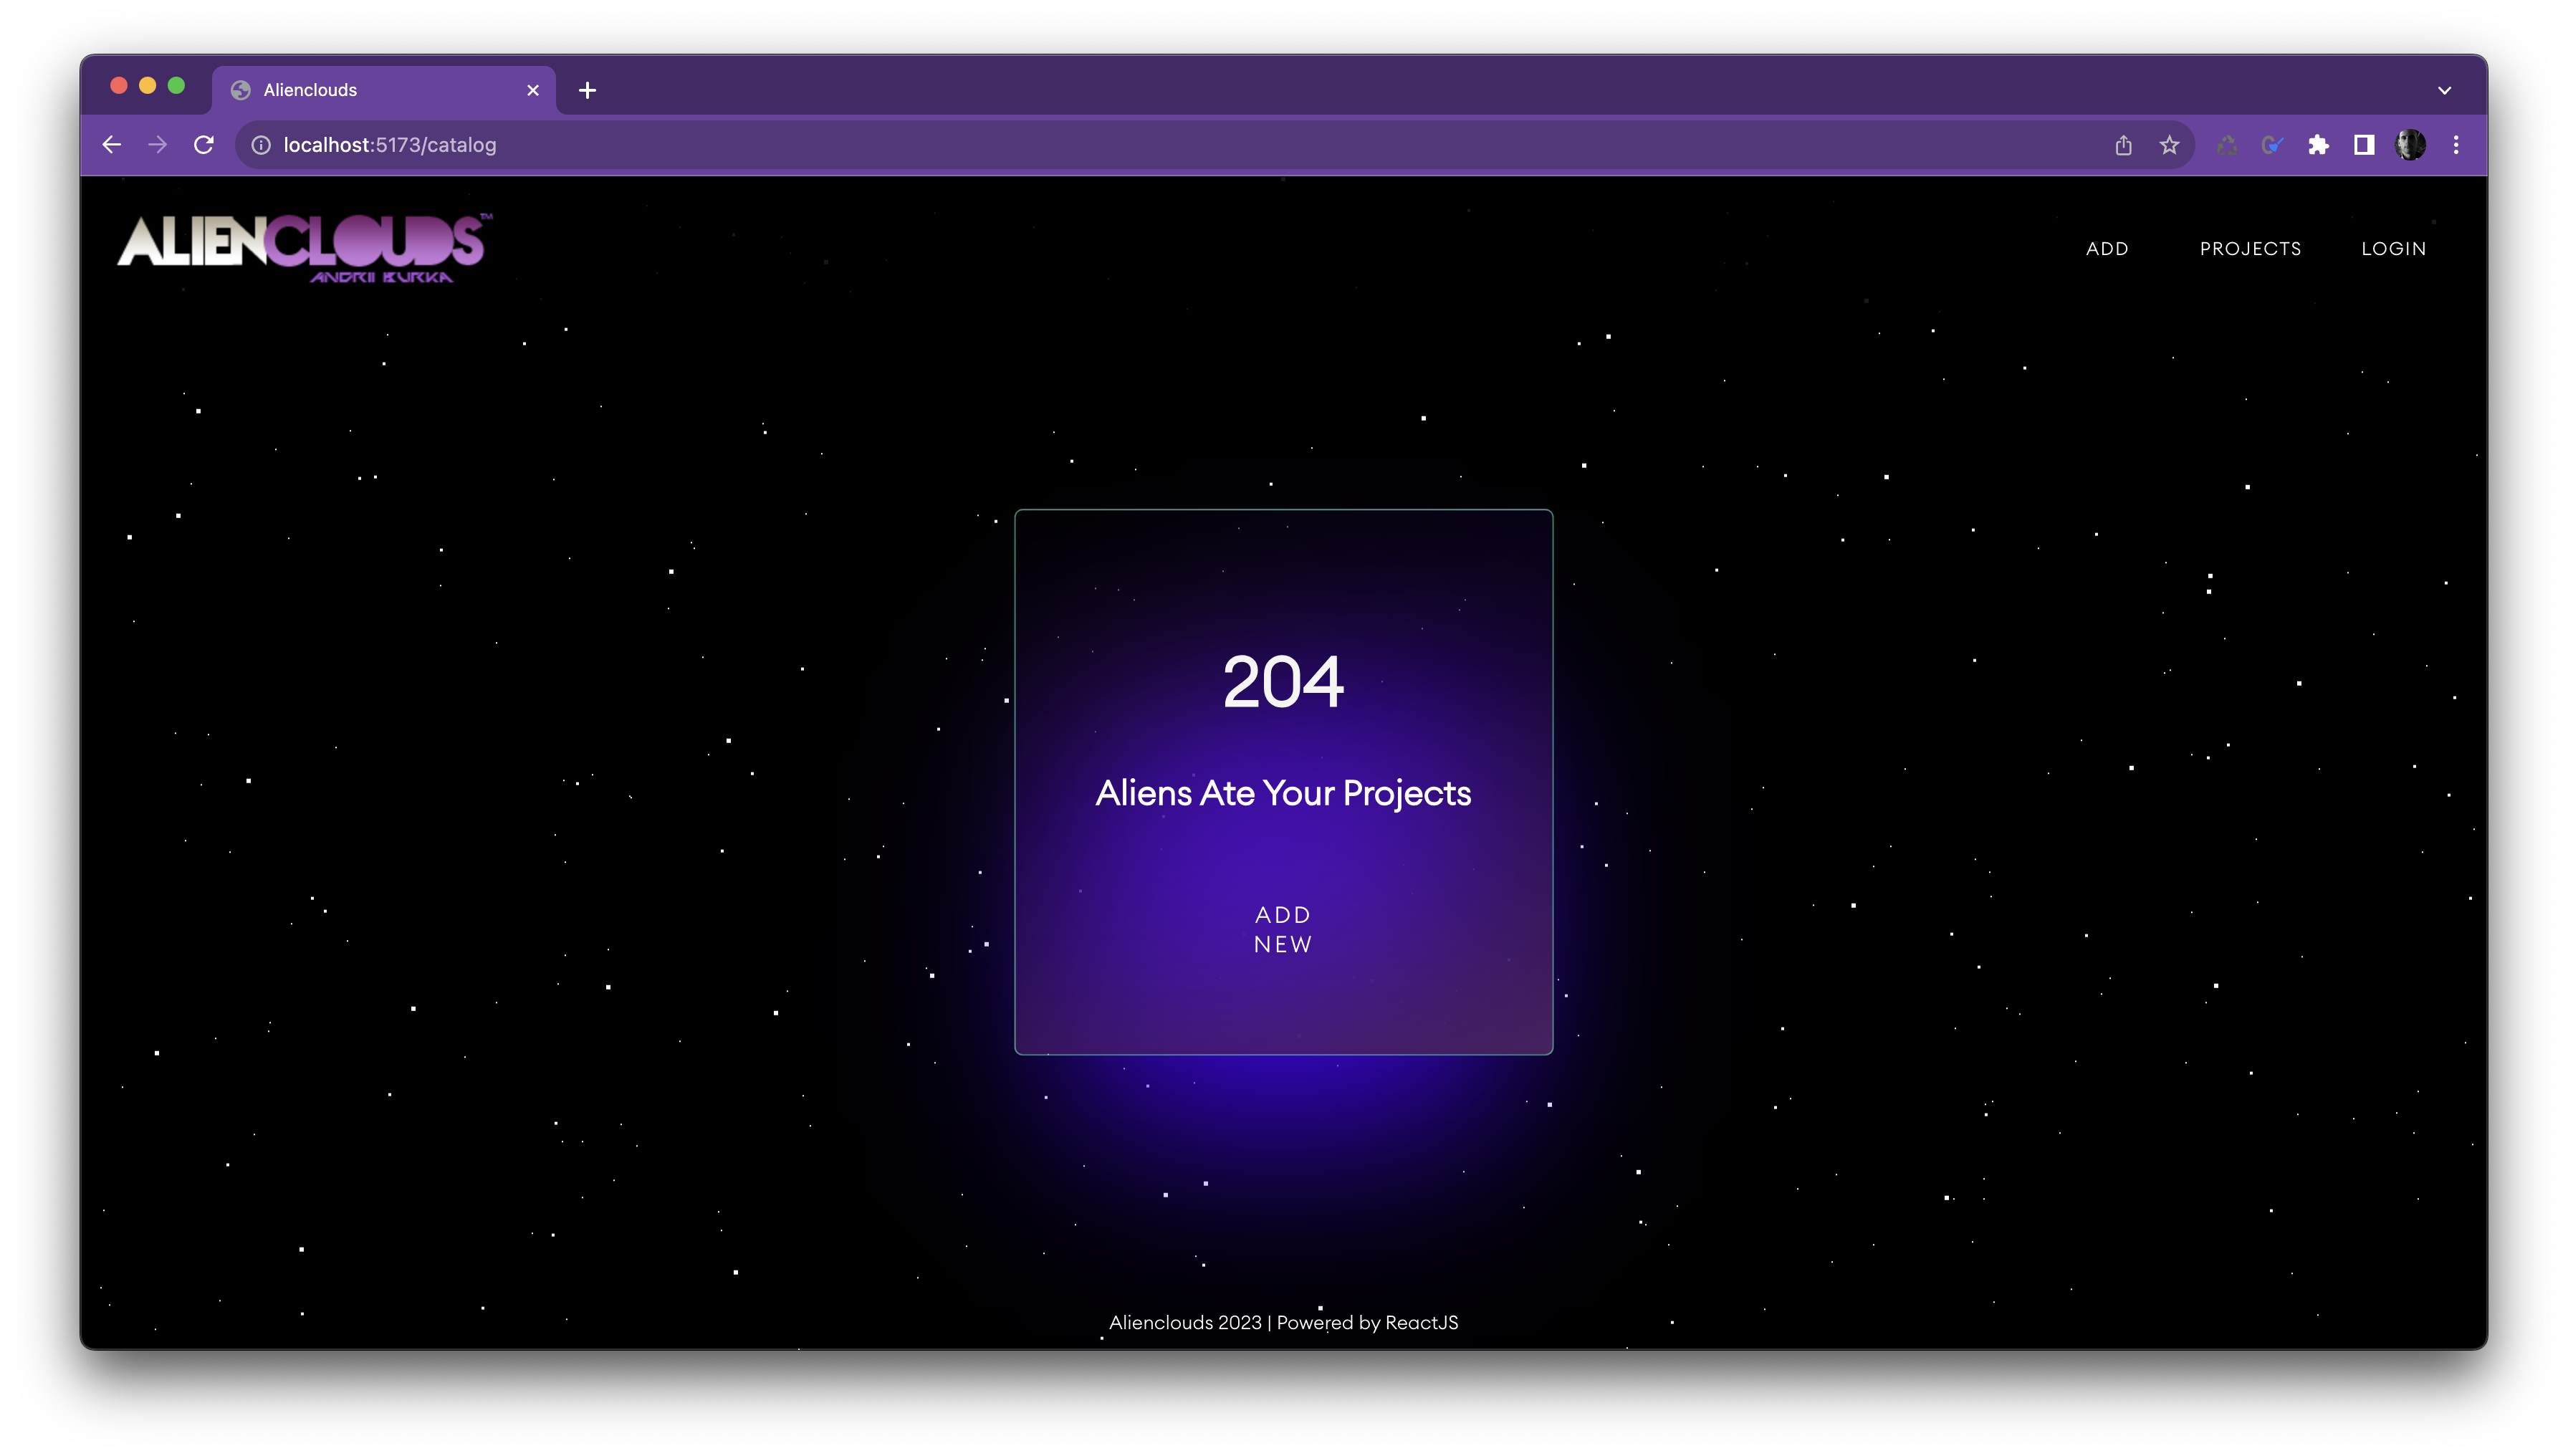 Alienclouds
localhost:5173/catalog
ALIENCLOUDS™
ANDRII BURKA
ADD PROJECTS LOGIN
204
Aliens Ate Your Projects
ADD
NEW
Alienclouds 2023 | Powered by ReactJS